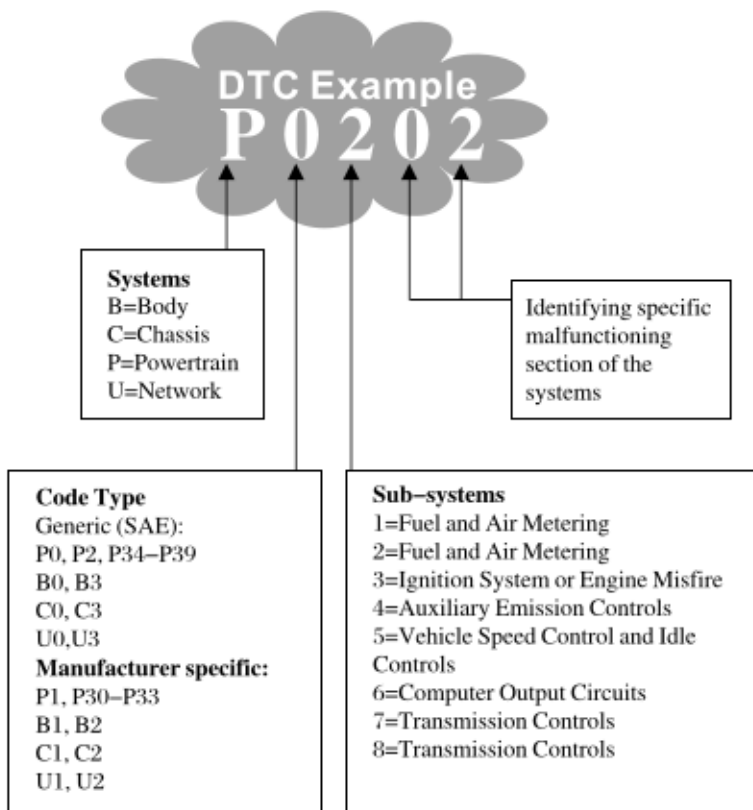 DTC Example
P0202
Systems
B=Body
C=Chassis
P=Powertrain
U=Network
Identifying specific
malfunctioning
section of the
systems
Code Type
Generic (SAE):
P0, P2, P34–P39
B0, B3
C0, C3
U0,U3
Manufacturer specific:
P1, P30–P33
B1, B2
C1, C2
U1, U2
Sub–systems
1=Fuel and Air Metering
2=Fuel and Air Metering
3=Ignition System or Engine Misfire
4=Auxiliary Emission Controls
5=Vehicle Speed Control and Idle
Controls
6=Computer Output Circuits
7=Transmission Controls
8=Transmission Controls